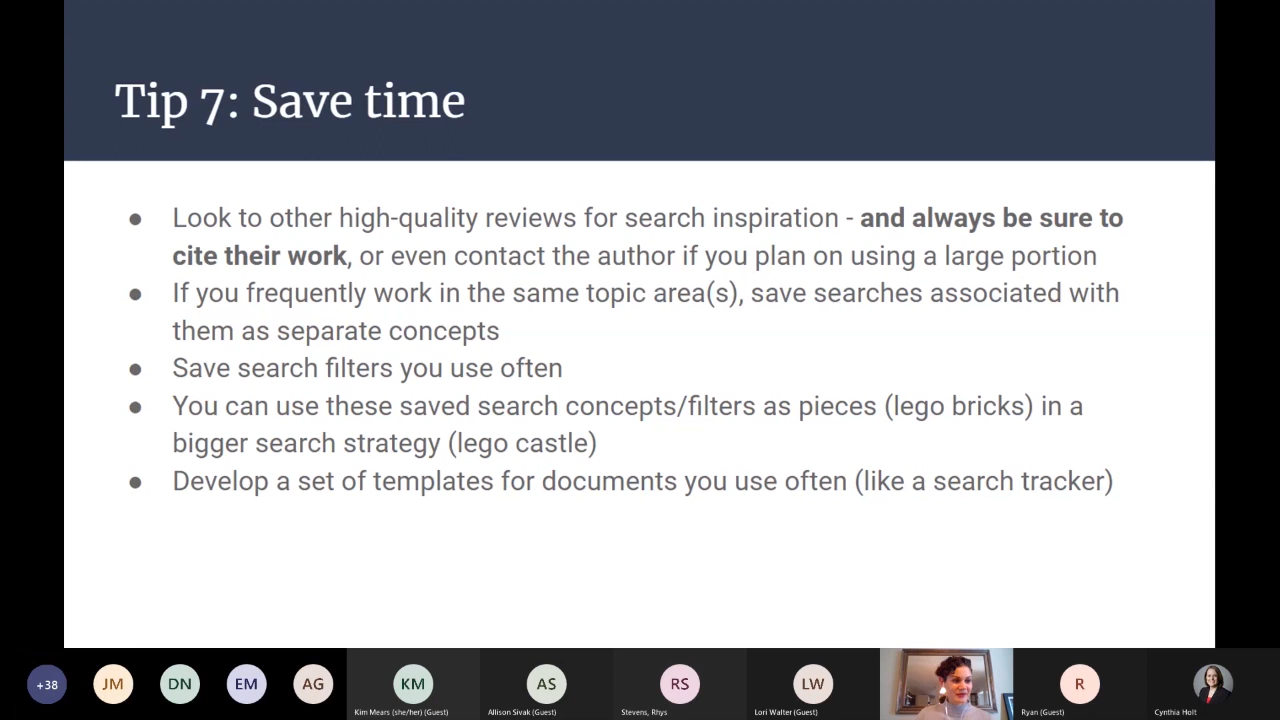 Tip 7: Save time
● Look to other high-quality reviews for search inspiration - and always be sure to
cite their work, or even contact the author if you plan on using a large portion
● If you frequently work in the same topic area(s), save searches associated with
them as separate concepts
● Save search filters you use often
● You can use these saved search concepts/filters as pieces (lego bricks) in a
bigger search strategy (lego castle)
● Develop a set of templates for documents you use often (like a search tracker)
+38
JM
DN
EM
AG
KM
Kim Mears (she/her) (Guest)
AS
Allison Sivak (Guest)
RS
Stevens, Rhys
LW
Lori Walter (Guest)
R
Ryan (Guest)
Cynthia Holt